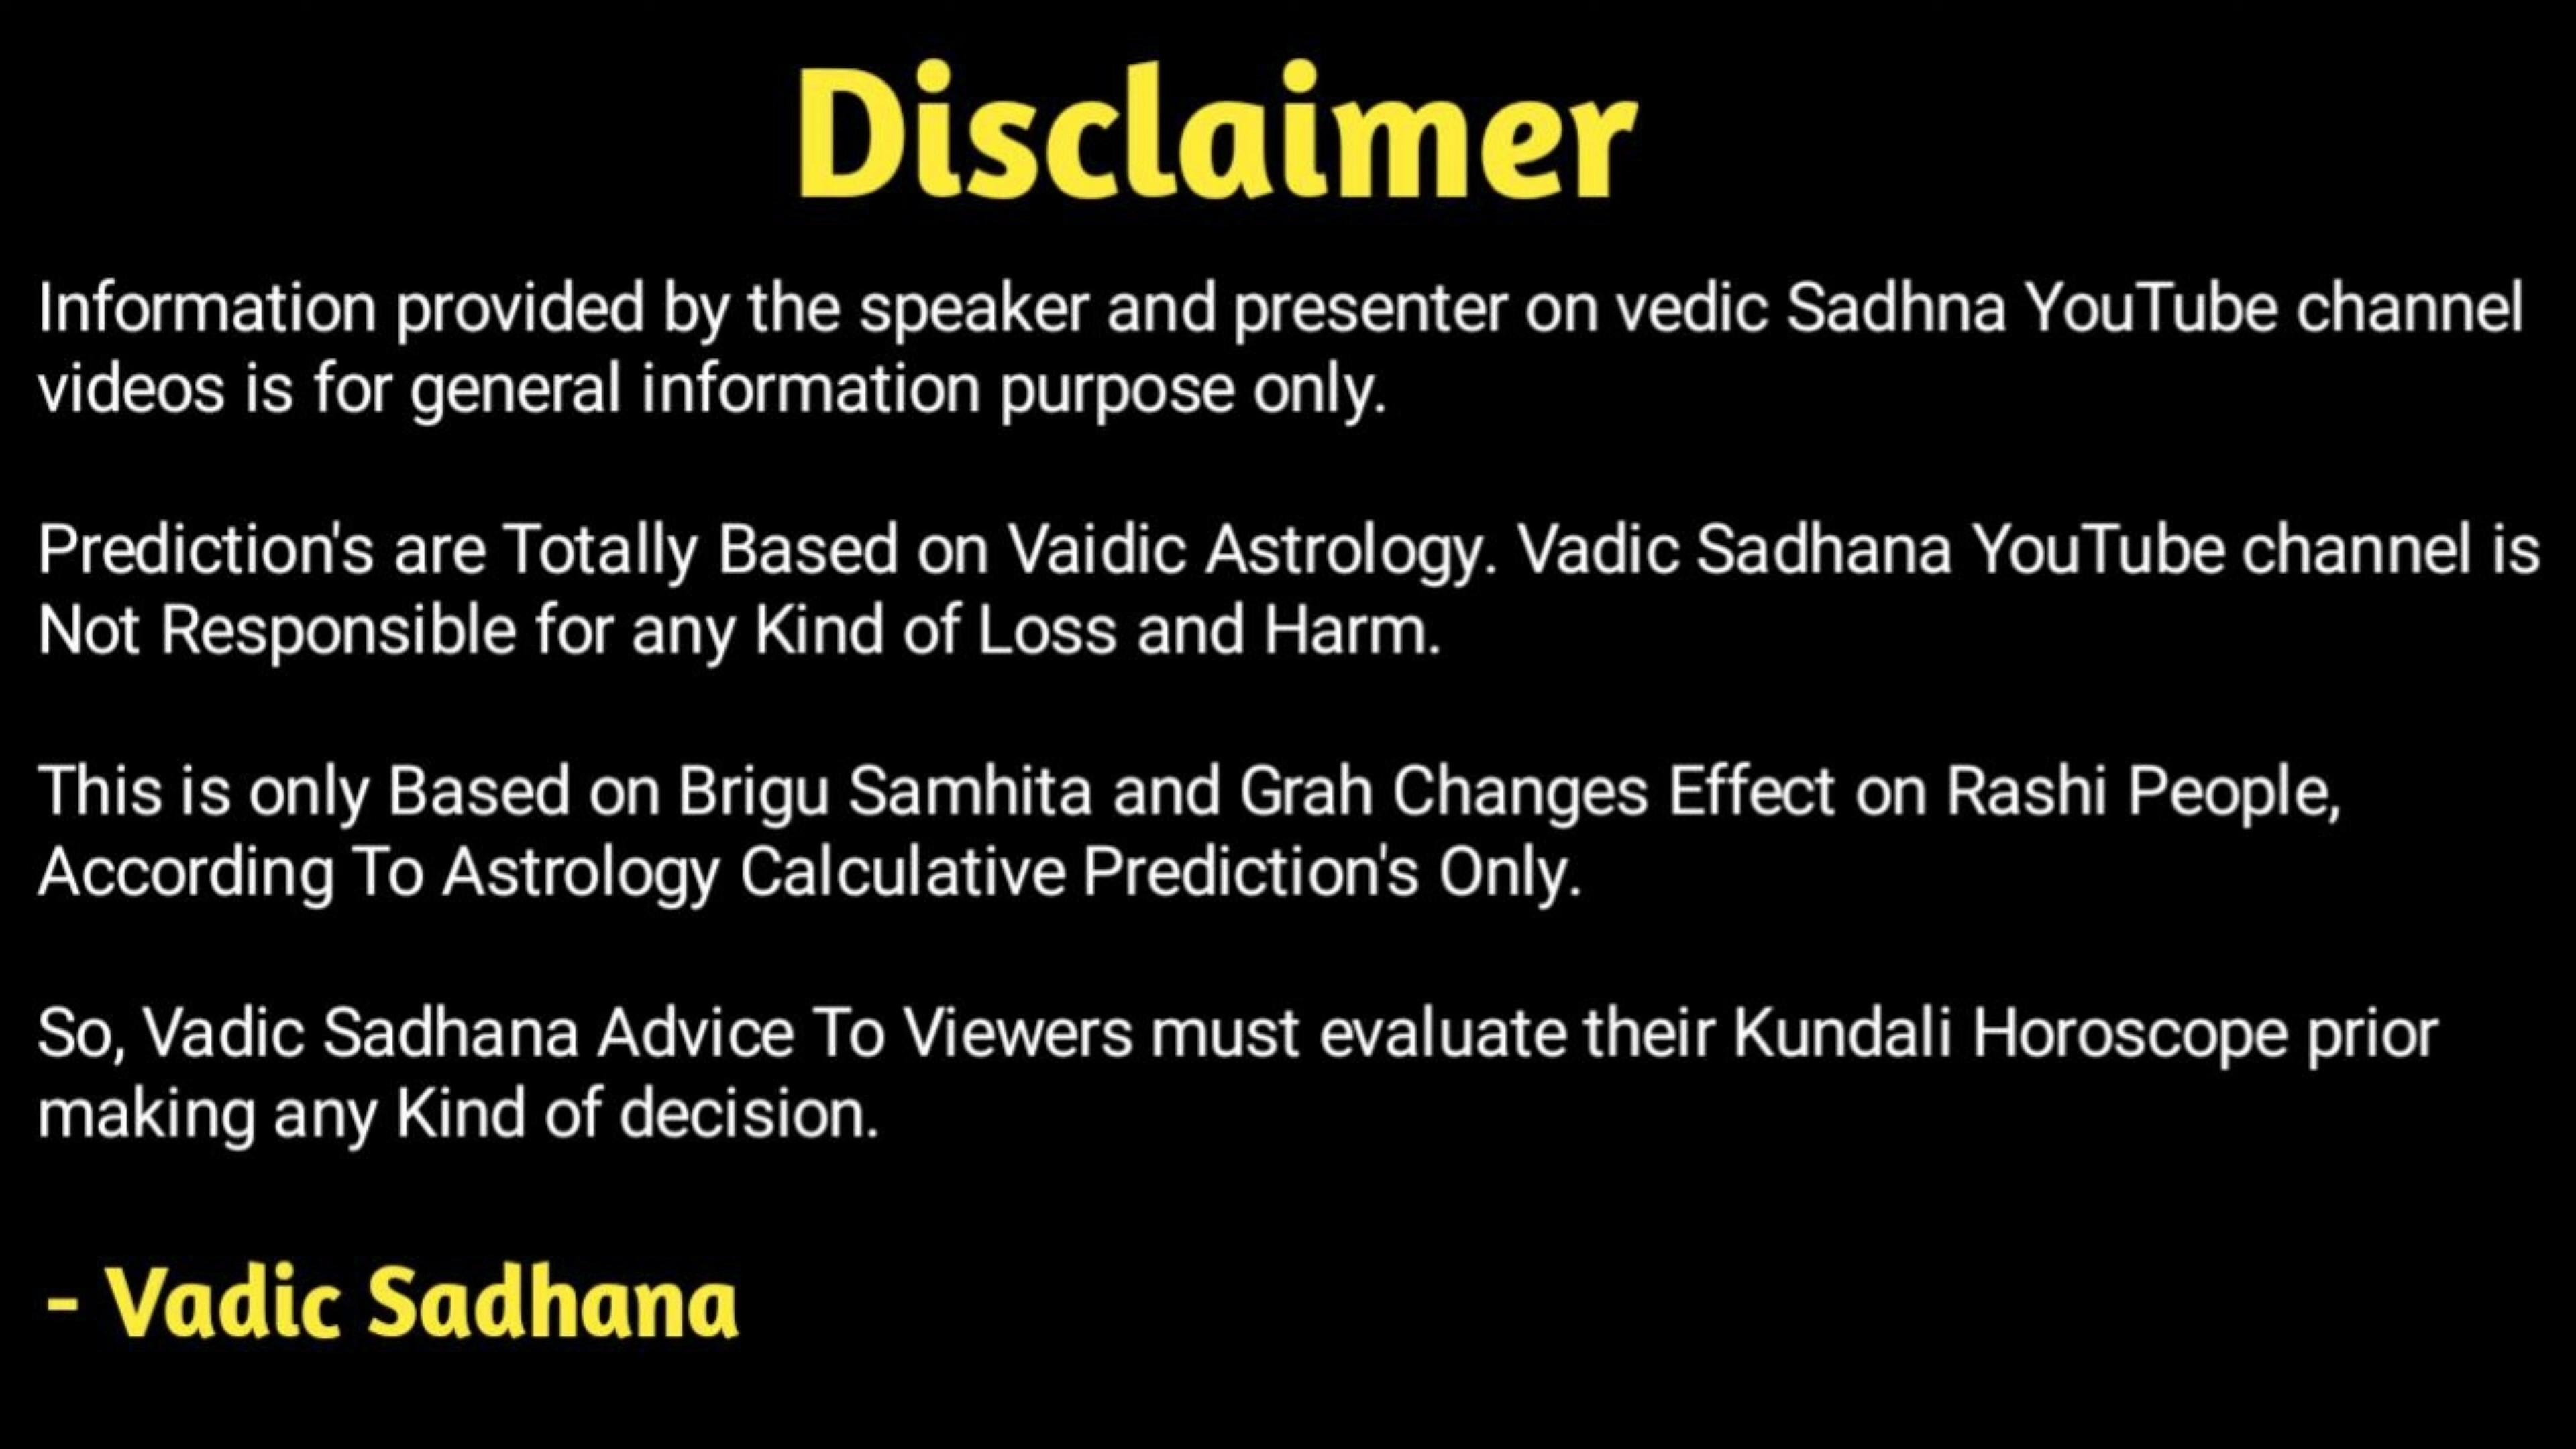 Disclaimer
Information provided by the speaker and presenter on vedic Sadhna YouTube channel
videos is for general information purpose only.
Prediction's are Totally Based on Vaidic Astrology. Vadic Sadhana YouTube channel is
Not Responsible for any Kind of Loss and Harm.
This is only Based on Brigu Samhita and Grah Changes Effect on Rashi People,
According To Astrology Calculative Prediction's Only.
So, Vadic Sadhana Advice To Viewers must evaluate their Kundali Horoscope prior
making any Kind of decision.
- Vadic Sadhana